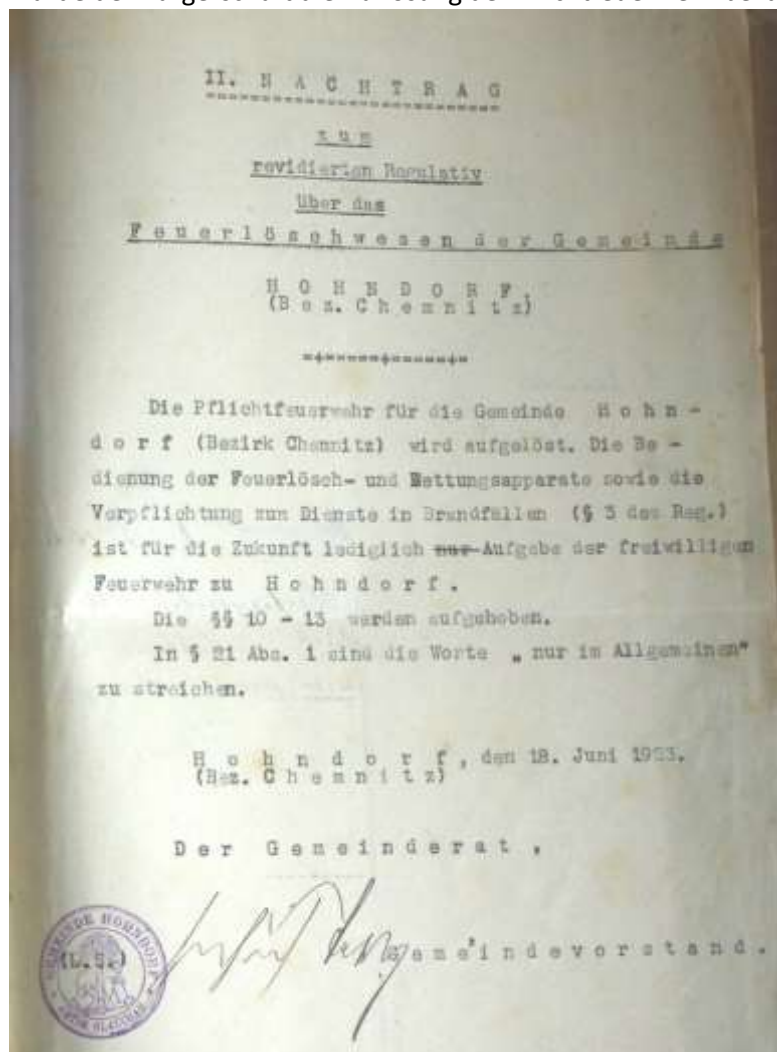 II. N A C H T R A G
zum
revidierten Regulativ
über das
F e u e r l ö s c h w e s e n  d e r  G e m e i n d e
H O H N D O R F ,
(B e z. C h e m n i t z)
Die Pflichtfeuerwehr für die Gemeinde H o h n -
d o r f (Bezirk Chemnitz) wird aufgelöst. Die Be -
dienung der Feuerlösch- und Rettungsapparate sowie die
Verpflichtung zum Dienste in Brandfällen (§ 3 des Reg.)
ist für die Zukunft lediglich nur Aufgabe der freiwilligen
Feuerwehr zu H o h n d o r f .
Die §§ 10 - 13 werden aufgehoben.
In § 21 Abs. 1 sind die Worte „ nur im Allgemeinen"
zu streichen.
H o h n d o r f , den 18. Juni 1923.
(Bez. C h e m n i t z)
D e r  G e m e i n d e r a t ,
(L.S.)
G e m e i n d e v o r s t a n d .
GEMEINDE HOHNDORF